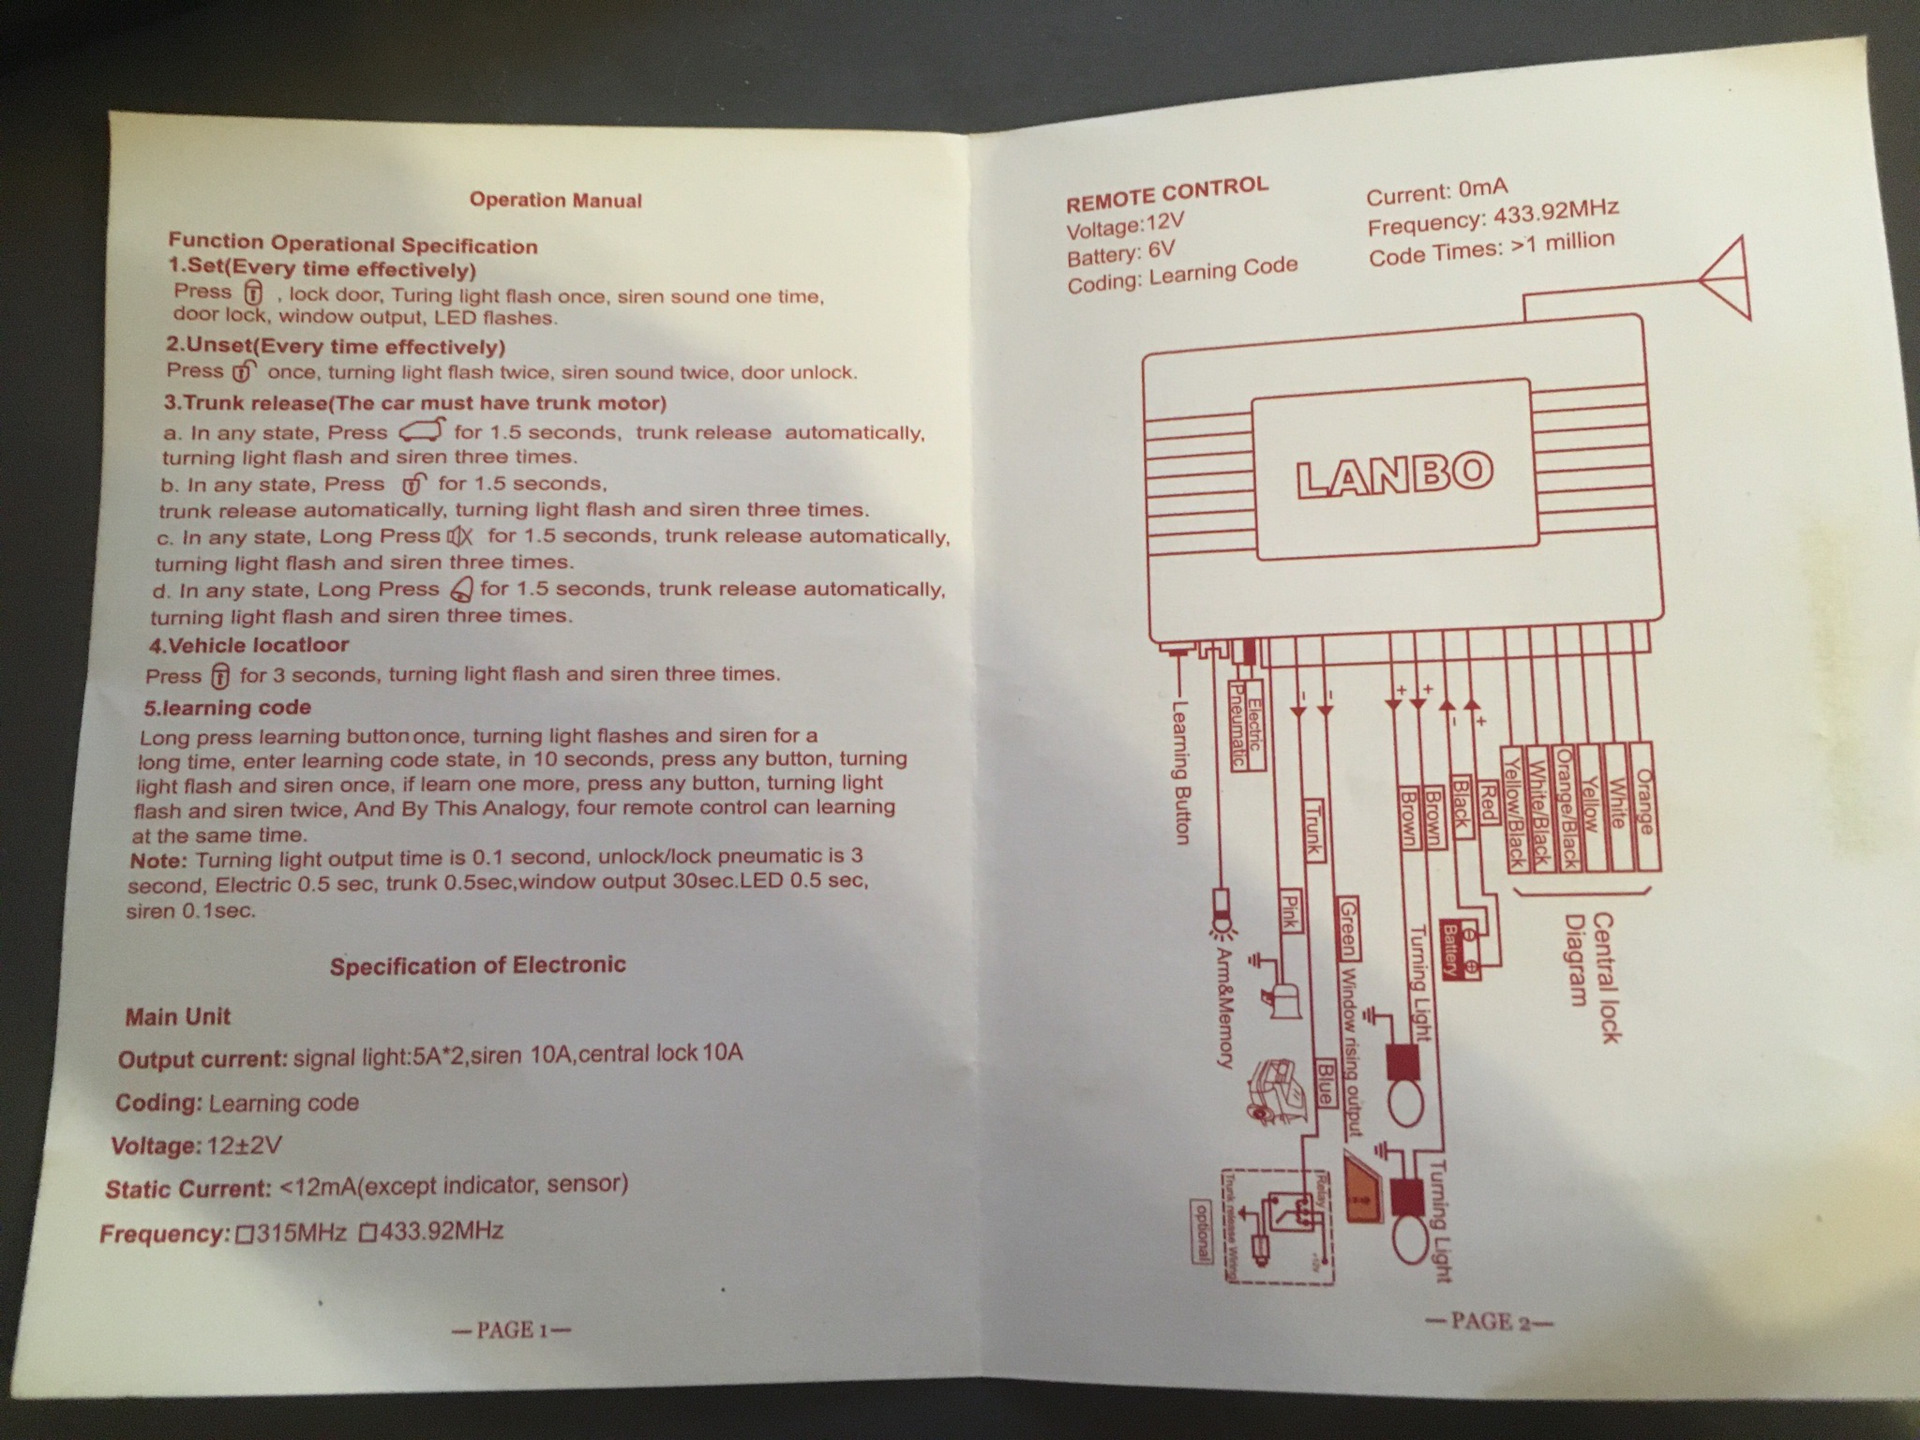 Operation Manual
Function Operational Specification
1.Set(Every time effectively)
Press , lock door, Turing light flash once, siren sound one time,
door lock, window output, LED flashes.
2.Unset(Every time effectively)
Press once, turning light flash twice, siren sound twice, door unlock.
3.Trunk release(The car must have trunk motor)
a. In any state, Press for 1.5 seconds, trunk release automatically,
turning light flash and siren three times.
b. In any state, Press for 1.5 seconds,
trunk release automatically, turning light flash and siren three times.
c. In any state, Long Press for 1.5 seconds, trunk release automatically,
turning light flash and siren three times.
d. In any state, Long Press for 1.5 seconds, trunk release automatically,
turning light flash and siren three times.
4.Vehicle locatloor
Press for 3 seconds, turning light flash and siren three times.
5.learning code
Long press learning button once, turning light flashes and siren for a
long time, enter learning code state, in 10 seconds, press any button, turning
light flash and siren once, if learn one more, press any button, turning light
flash and siren twice, And By This Analogy, four remote control can learning
at the same time.
Note: Turning light output time is 0.1 second, unlock/lock pneumatic is 3
second, Electric 0.5 sec, trunk 0.5sec,window output 30sec.LED 0.5 sec,
siren 0.1sec.
Specification of Electronic
Main Unit
Output current: signal light:5A*2,siren 10A,central lock 10A
Coding: Learning code
Voltage: 12±2V
Static Current: <12mA(except indicator, sensor)
Frequency: □315MHz □433.92MHz
—PAGE 1—
REMOTE CONTROL
Voltage:12V
Battery: 6V
Coding: Learning Code
Current: 0mA
Frequency: 433.92MHz
Code Times: >1 million
LANBO
Learning Button
Pneumatic
Electric
Arm&Memory
Pink
Trunk
Green
Window rising output
Blue
Brown
Brown
Turning Light
Turning Light
Black
Red
Battery
Yellow/Black
White/Black
Orange/Black
Yellow
White
Orange
Central lock
Diagram
Relay
+12V
Trunk release Wiring
optional
—PAGE 2—